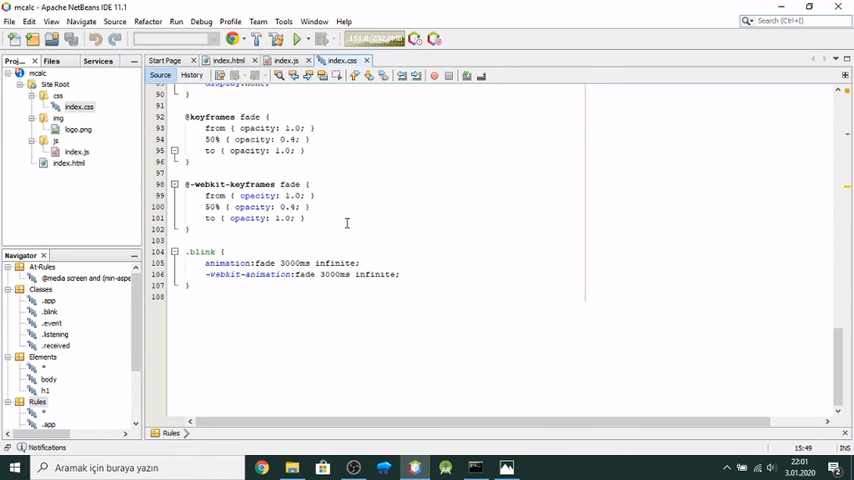 mcalc - Apache NetBeans IDE 11.1
File Edit View Navigate Source Refactor Run Debug Profile Team Tools Window Help
Search (Ctrl+I)
Proj... Files Services
Start Page index.html index.js index.css
Source History
mcalc
Site Root
css
index.css
img
logo.png
js
index.js
index.html
90 }
91
92 @keyframes fade {
93 from { opacity: 1.0; }
94 50% { opacity: 0.4; }
95 to { opacity: 1.0; }
96 }
97
98 @-webkit-keyframes fade {
99 from { opacity: 1.0; }
100 50% { opacity: 0.4; }
101 to { opacity: 1.0; }
102 }
103
104 .blink {
105 animation:fade 3000ms infinite;
106 -webkit-animation:fade 3000ms infinite;
107 }
108
Navigator
At-Rules
@media screen and (min-aspe
Classes
.app
.blink
.event
.listening
.received
Elements
*
body
h1
Rules
*
.app
Rules
Notifications
15:49 INS
Aramak için buraya yazın
22:01
3.01.2020
2